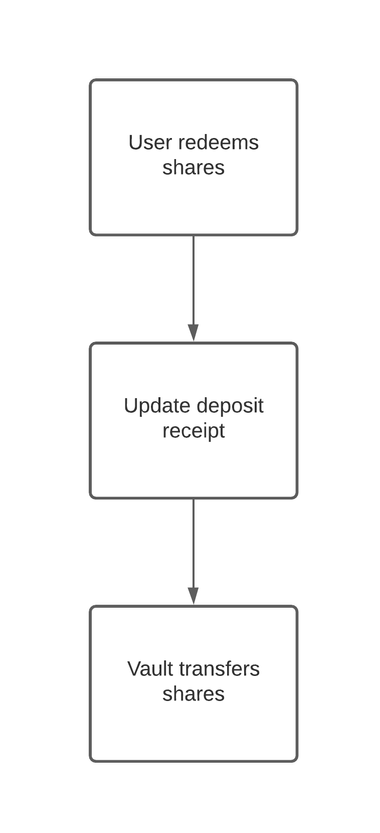 User redeems
shares
Update deposit
receipt
Vault transfers
shares